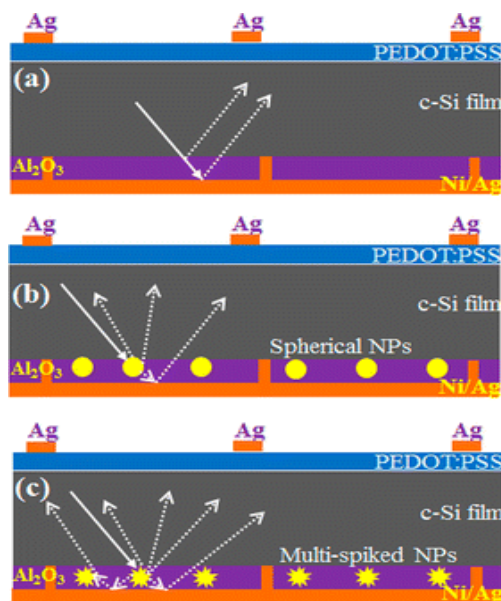 Ag Ag Ag
PEDOT:PSS
(a)
c-Si film
Al₂O₃
Ni/Ag
Ag Ag Ag
PEDOT:PSS
(b)
c-Si film
Spherical NPs
Al₂O₃
Ni/Ag
Ag Ag Ag
PEDOT:PSS
(c)
c-Si film
Multi-spiked NPs
Al₂O₃
Ni/Ag